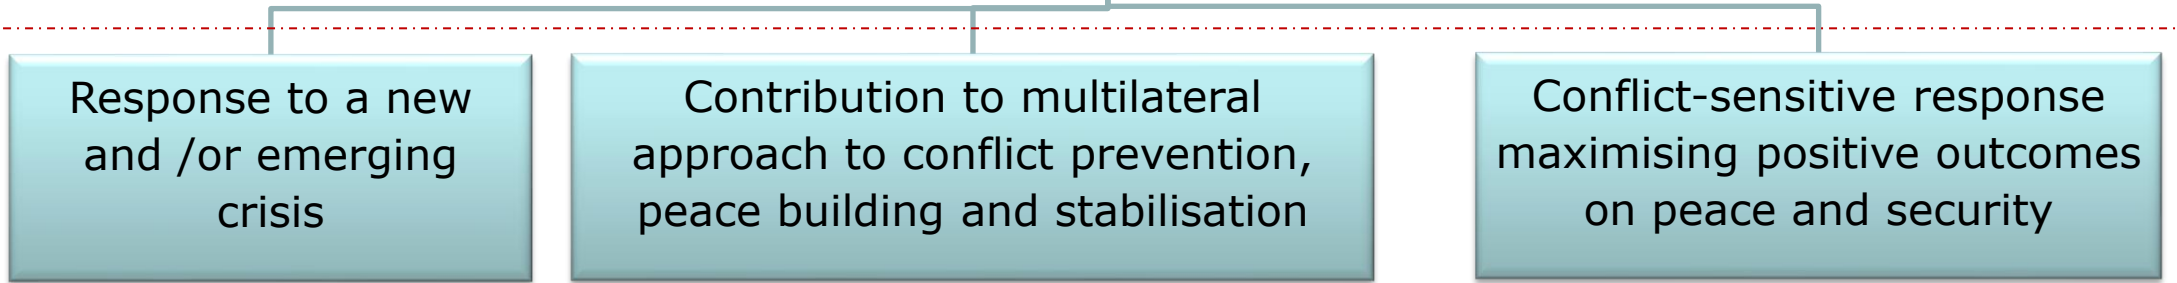 Response to a new
and /or emerging
crisis
Contribution to multilateral
approach to conflict prevention,
peace building and stabilisation
Conflict-sensitive response
maximising positive outcomes
on peace and security